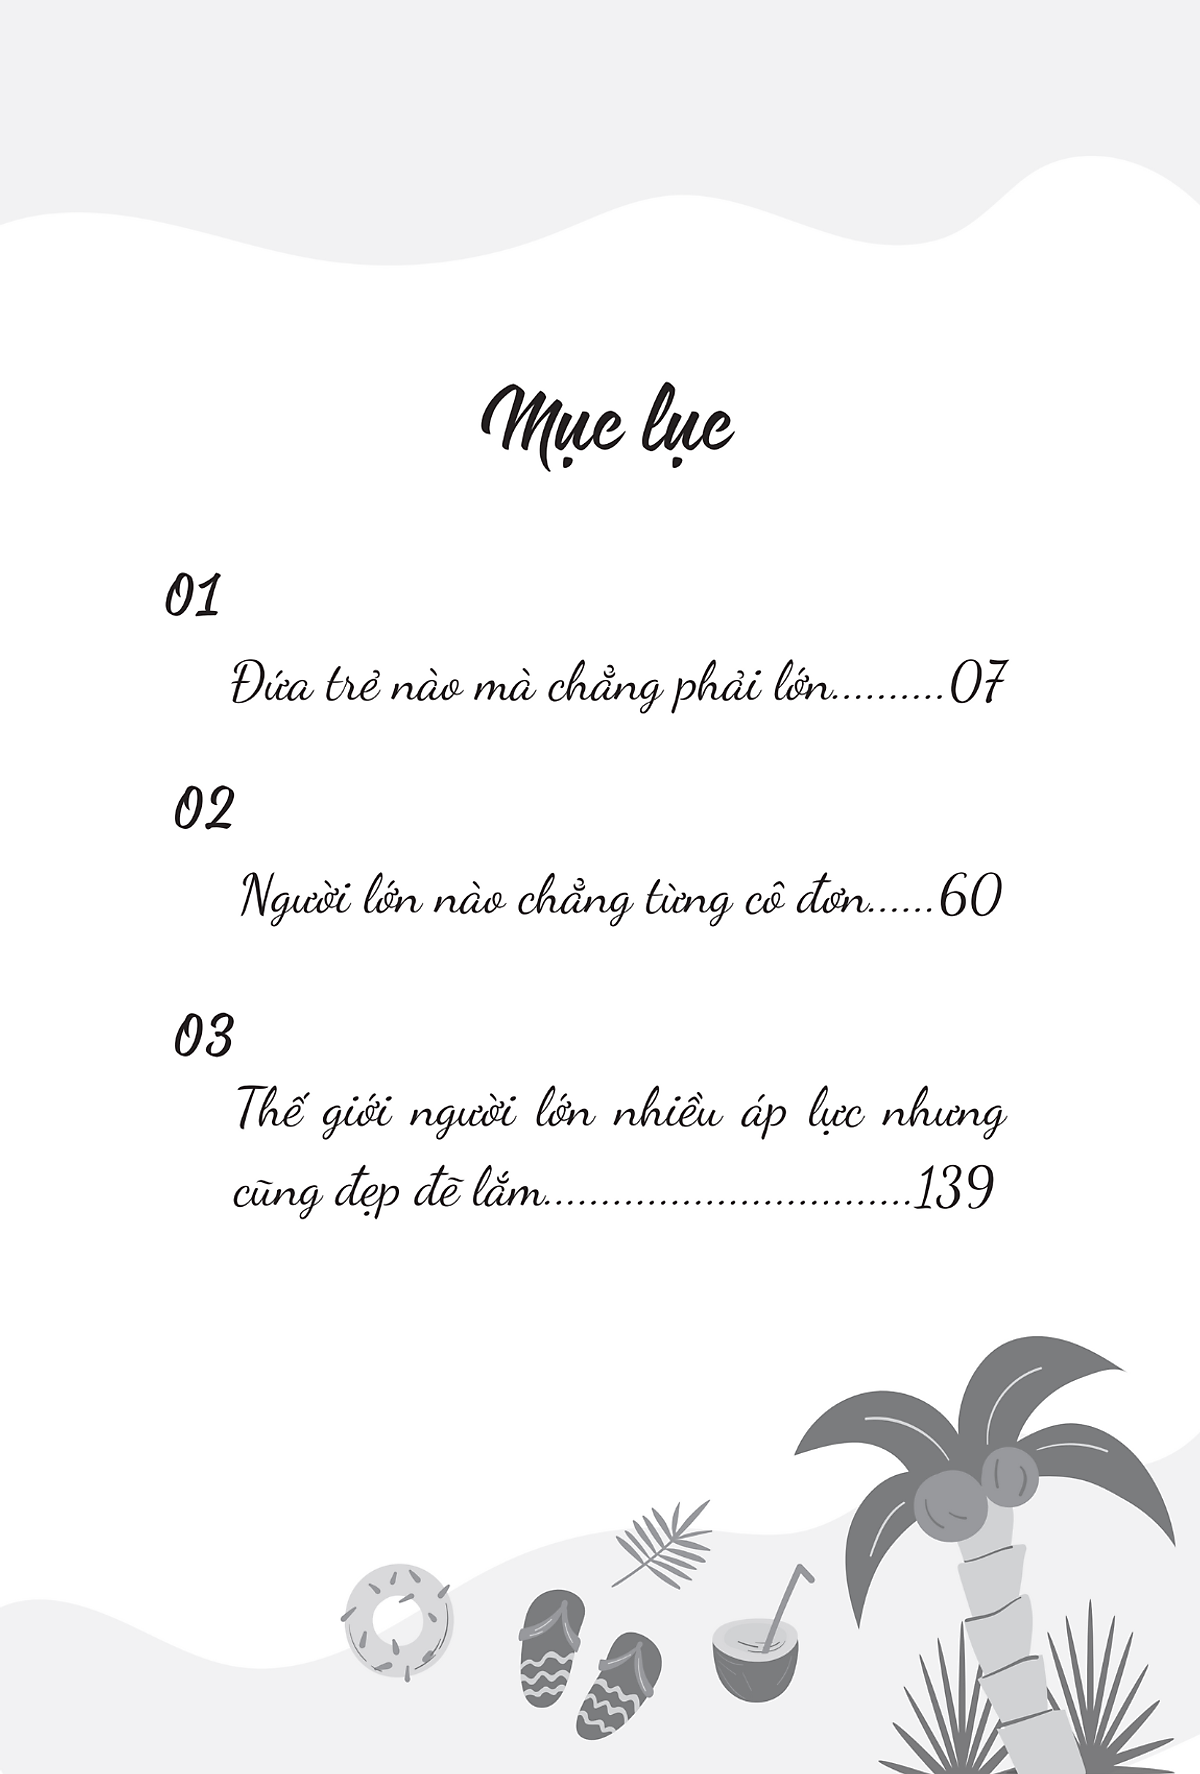 Mục lục
01
Đứa trẻ nào mà chẳng phải lớn..........07
02
Người lớn nào chẳng từng cô đơn......60
03
Thế giới người lớn nhiều áp lực nhưng
cũng đẹp đẽ lắm................................139